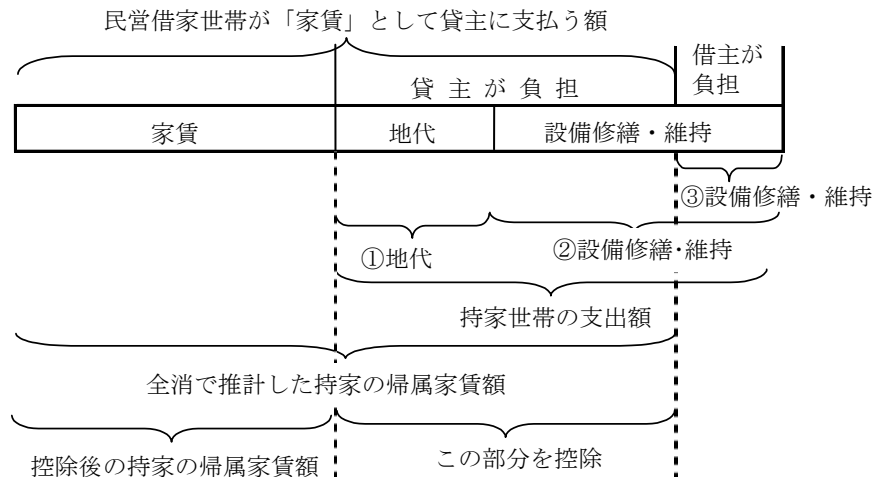 民営借家世帯が「家賃」として貸主に支払う額
借主が
負担
貸 主 が 負 担
家賃
地代
設備修繕・維持
③設備修繕・維持
①地代
②設備修繕・維持
持家世帯の支出額
全消で推計した持家の帰属家賃額
控除後の持家の帰属家賃額
この部分を控除